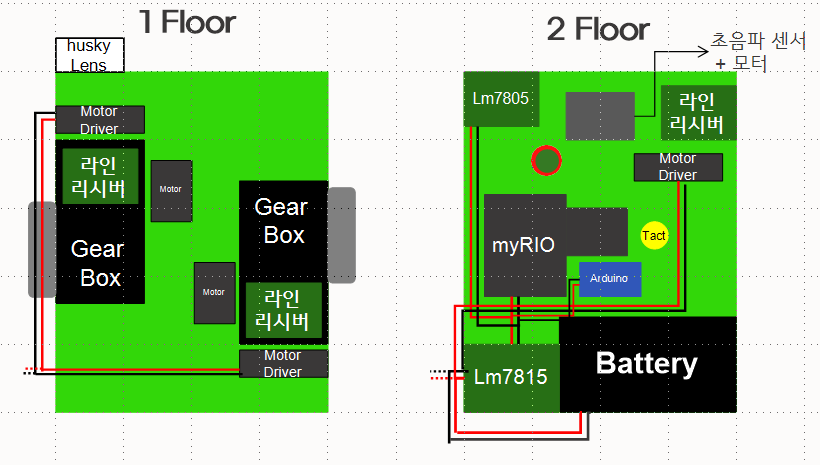 1 Floor
husky
Lens
Motor
Driver
라인
리시버
Motor
Gear
Box
Gear
Box
Motor
라인
리시버
Motor
Driver
2 Floor
초음파 센서
+ 모터
Lm7805
라인
리시버
Motor
Driver
myRIO
Tact
Arduino
Lm7815
Battery